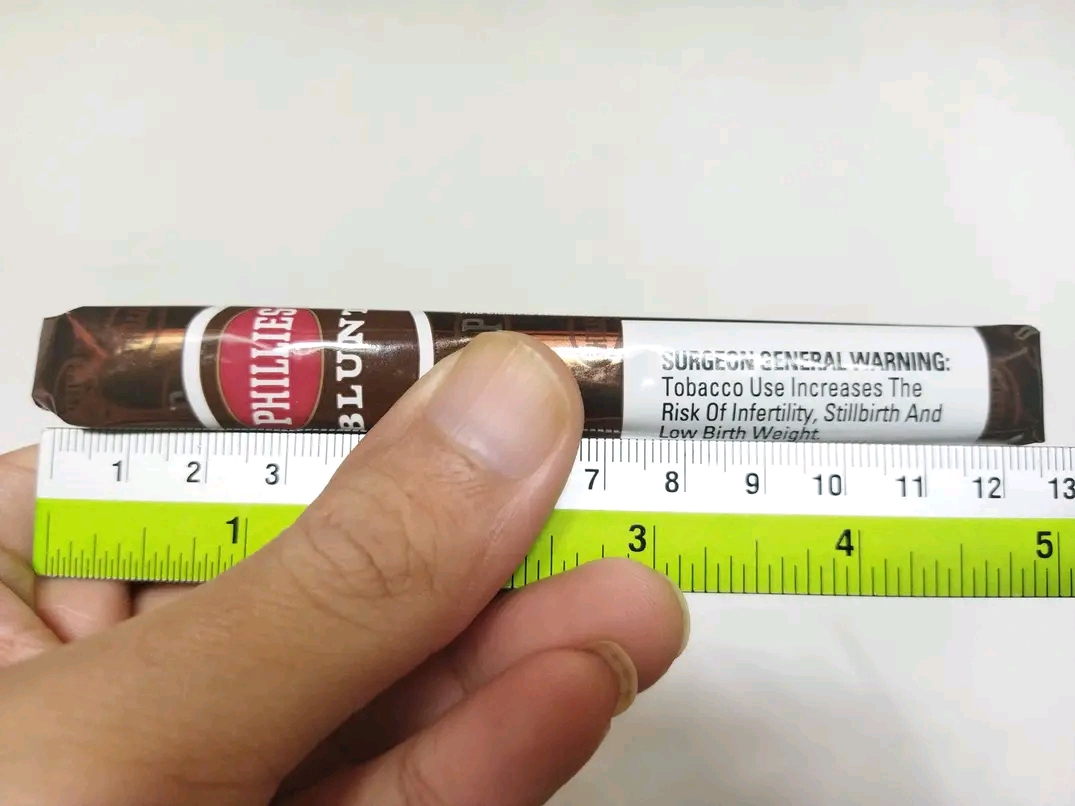 PHILLIES
BLUNT
SURGEON GENERAL WARNING:
Tobacco Use Increases The
Risk Of Infertility, Stillbirth And
Low Birth Weight.
1 2 3 7 8 9 10 11 12 13
1 3 4 5